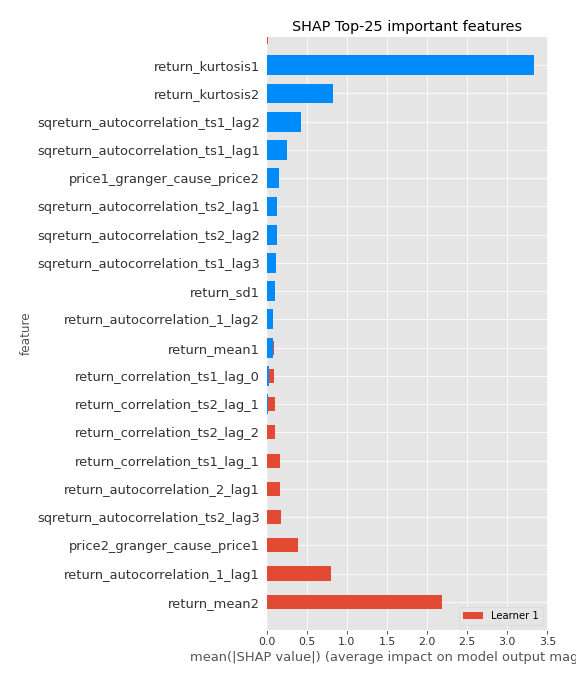 SHAP Top-25 important features
return_kurtosis1
return_kurtosis2
sqreturn_autocorrelation_ts1_lag2
sqreturn_autocorrelation_ts1_lag1
price1_granger_cause_price2
sqreturn_autocorrelation_ts2_lag1
sqreturn_autocorrelation_ts2_lag2
sqreturn_autocorrelation_ts1_lag3
return_sd1
return_autocorrelation_1_lag2
return_mean1
return_correlation_ts1_lag_0
return_correlation_ts2_lag_1
return_correlation_ts2_lag_2
return_correlation_ts1_lag_1
return_autocorrelation_2_lag1
sqreturn_autocorrelation_ts2_lag3
price2_granger_cause_price1
return_autocorrelation_1_lag1
return_mean2
feature
Learner 1
0.0 0.5 1.0 1.5 2.0 2.5 3.0 3.5
mean(|SHAP value|) (average impact on model output mag